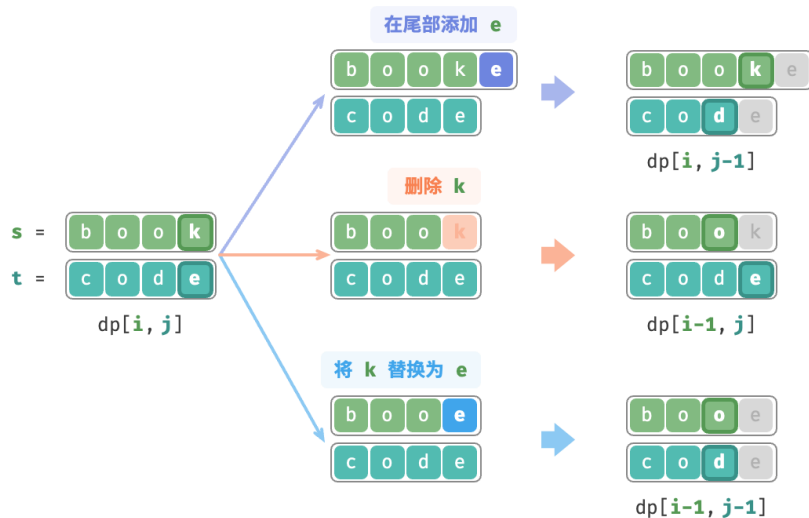 在尾部添加 e
b o o k e
c o d e
b o o k e
c o d e
dp[i, j-1]
删除 k
s = b o o k
t = c o d e
dp[i, j]
b o o k
c o d e
b o o k
c o d e
dp[i-1, j]
将 k 替换为 e
b o o e
c o d e
b o o e
c o d e
dp[i-1, j-1]